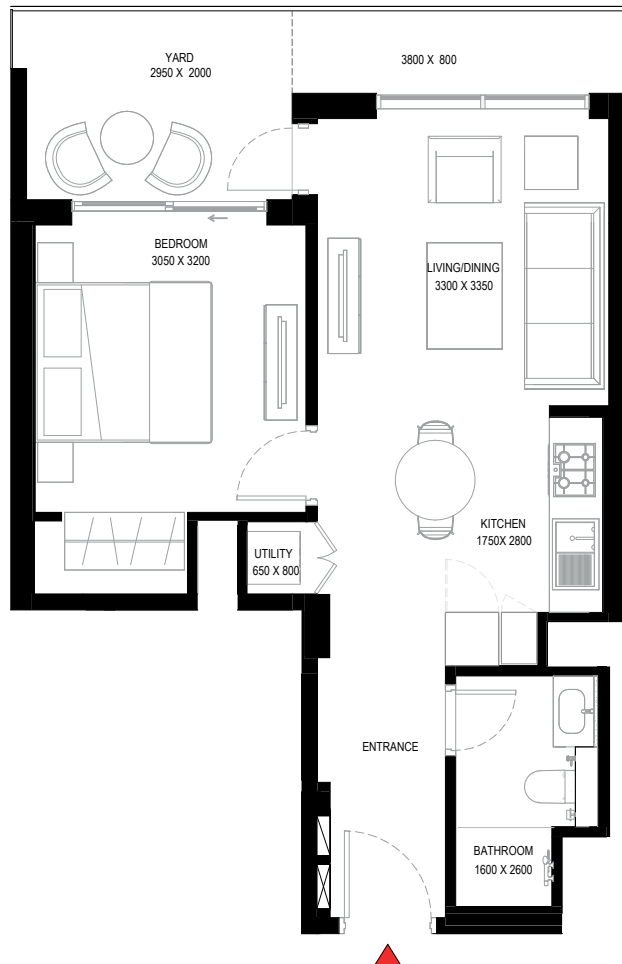 YARD
2950 X 2000
3800 X 800
BEDROOM
3050 X 3200
LIVING/DINING
3300 X 3350
KITCHEN
1750X 2800
UTILITY
650 X 800
ENTRANCE
BATHROOM
1600 X 2600